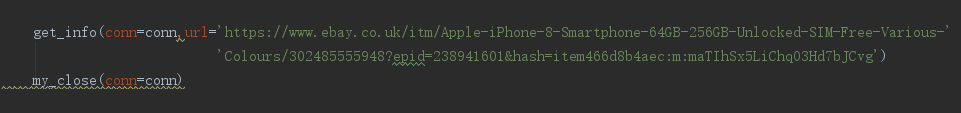 get_info(conn=conn,url='https://www.ebay.co.uk/itm/Apple-iPhone-8-Smartphone-64GB-256GB-Unlocked-SIM-Free-Various-'
'Colours/302485555948?epid=238941601&hash=item466d8b4aec:m:maTIhSx5LiChq03Hd7bJCvg')
my_close(conn=conn)